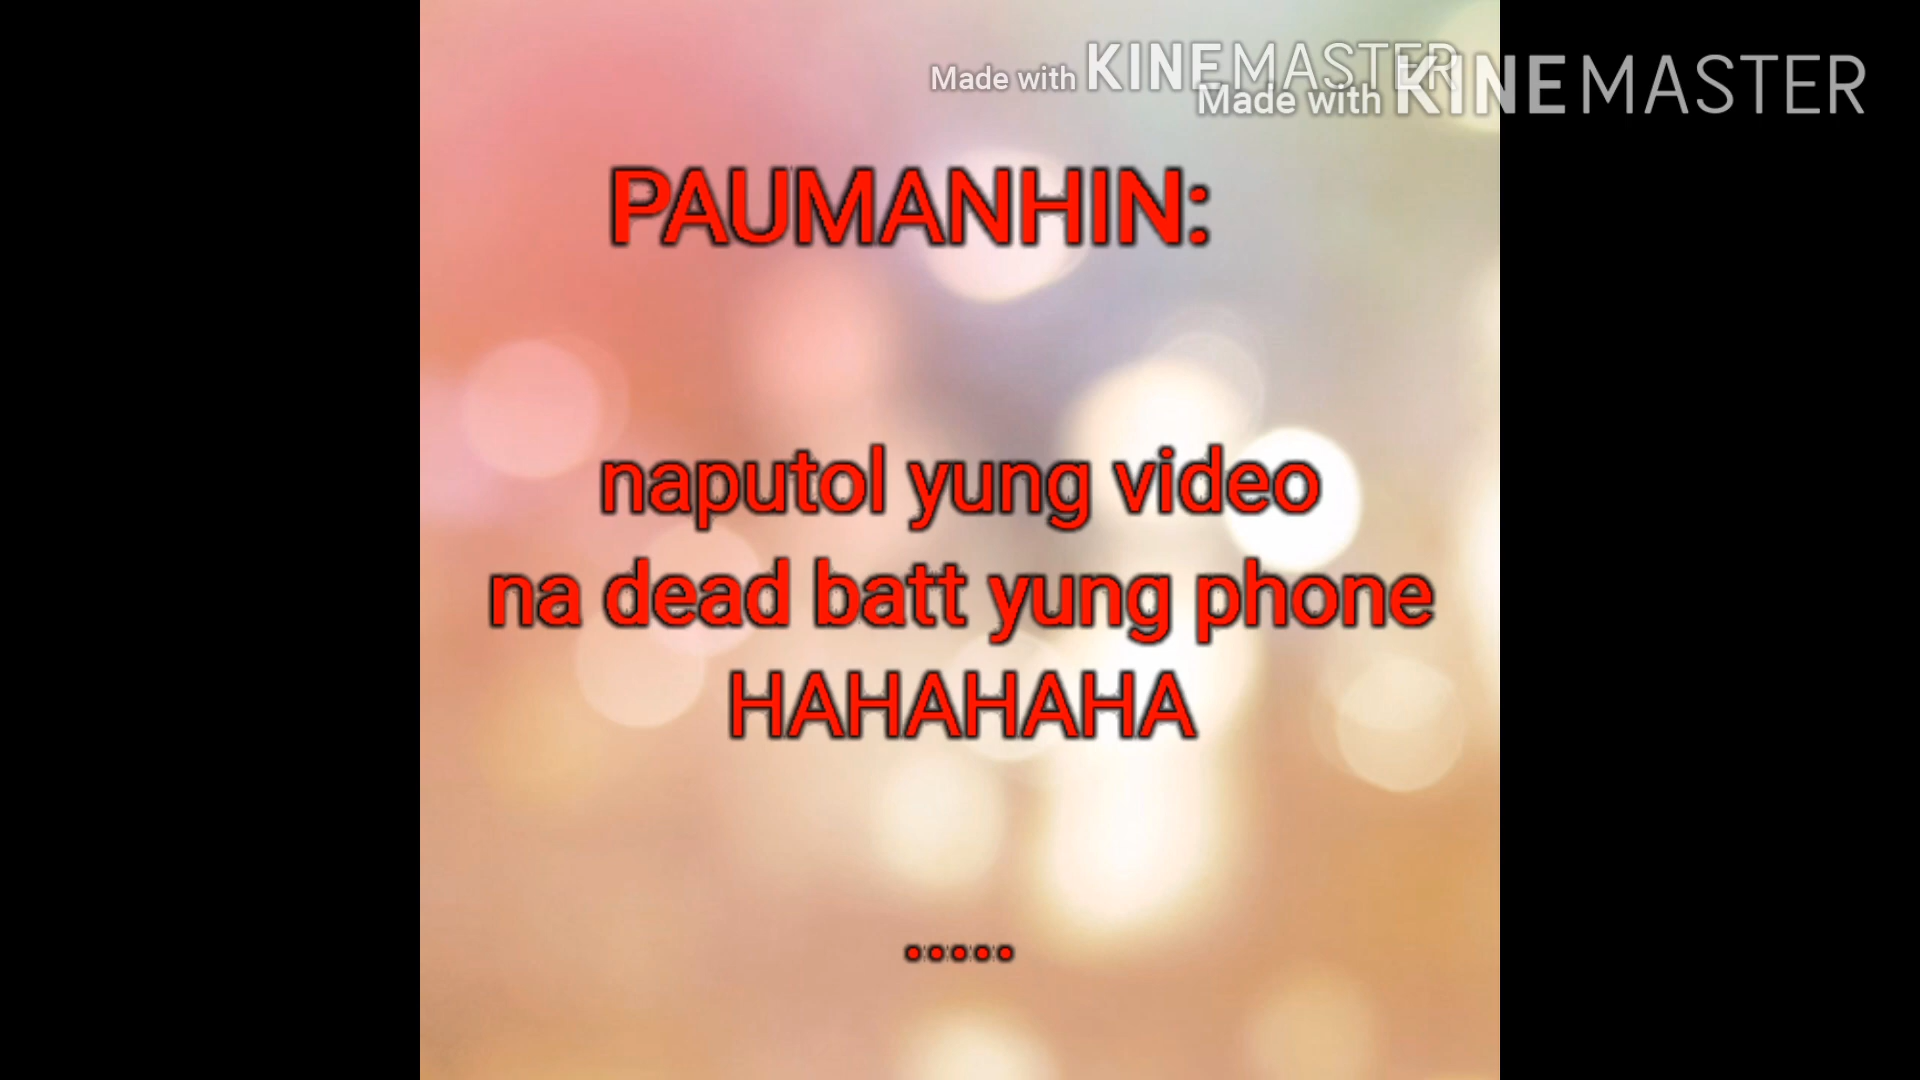 Made with KINEMASTER
Made with KINEMASTER
PAUMANHIN:
naputol yung video
na dead batt yung phone
HAHAHAHA
.....